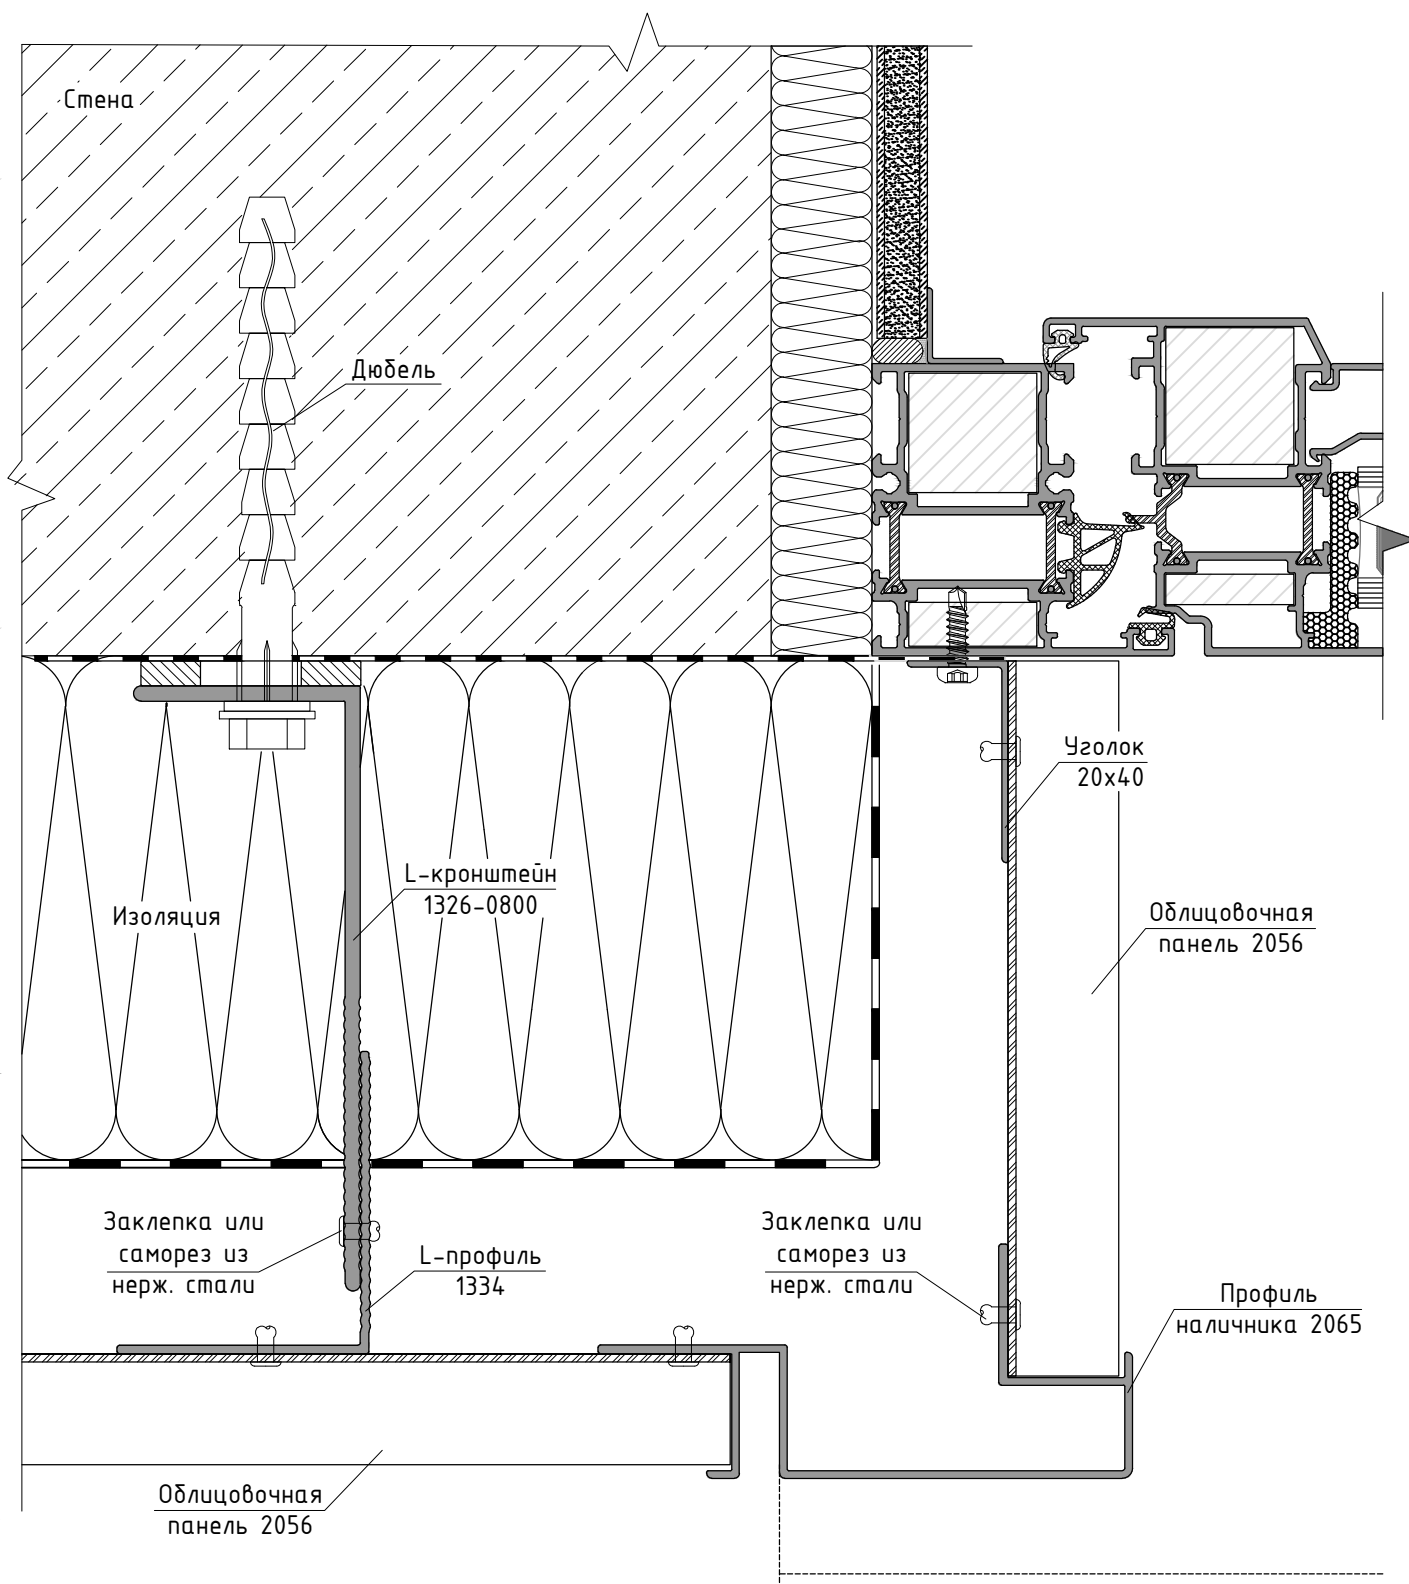 Стена
Дюбель
Уголок
20х40
L-кронштейн
1326-0800
Изоляция
Облицовочная
панель 2056
Заклепка или
саморез из
нерж. стали
L-профиль
1334
Заклепка или
саморез из
нерж. стали
Профиль
наличника 2065
Облицовочная
панель 2056